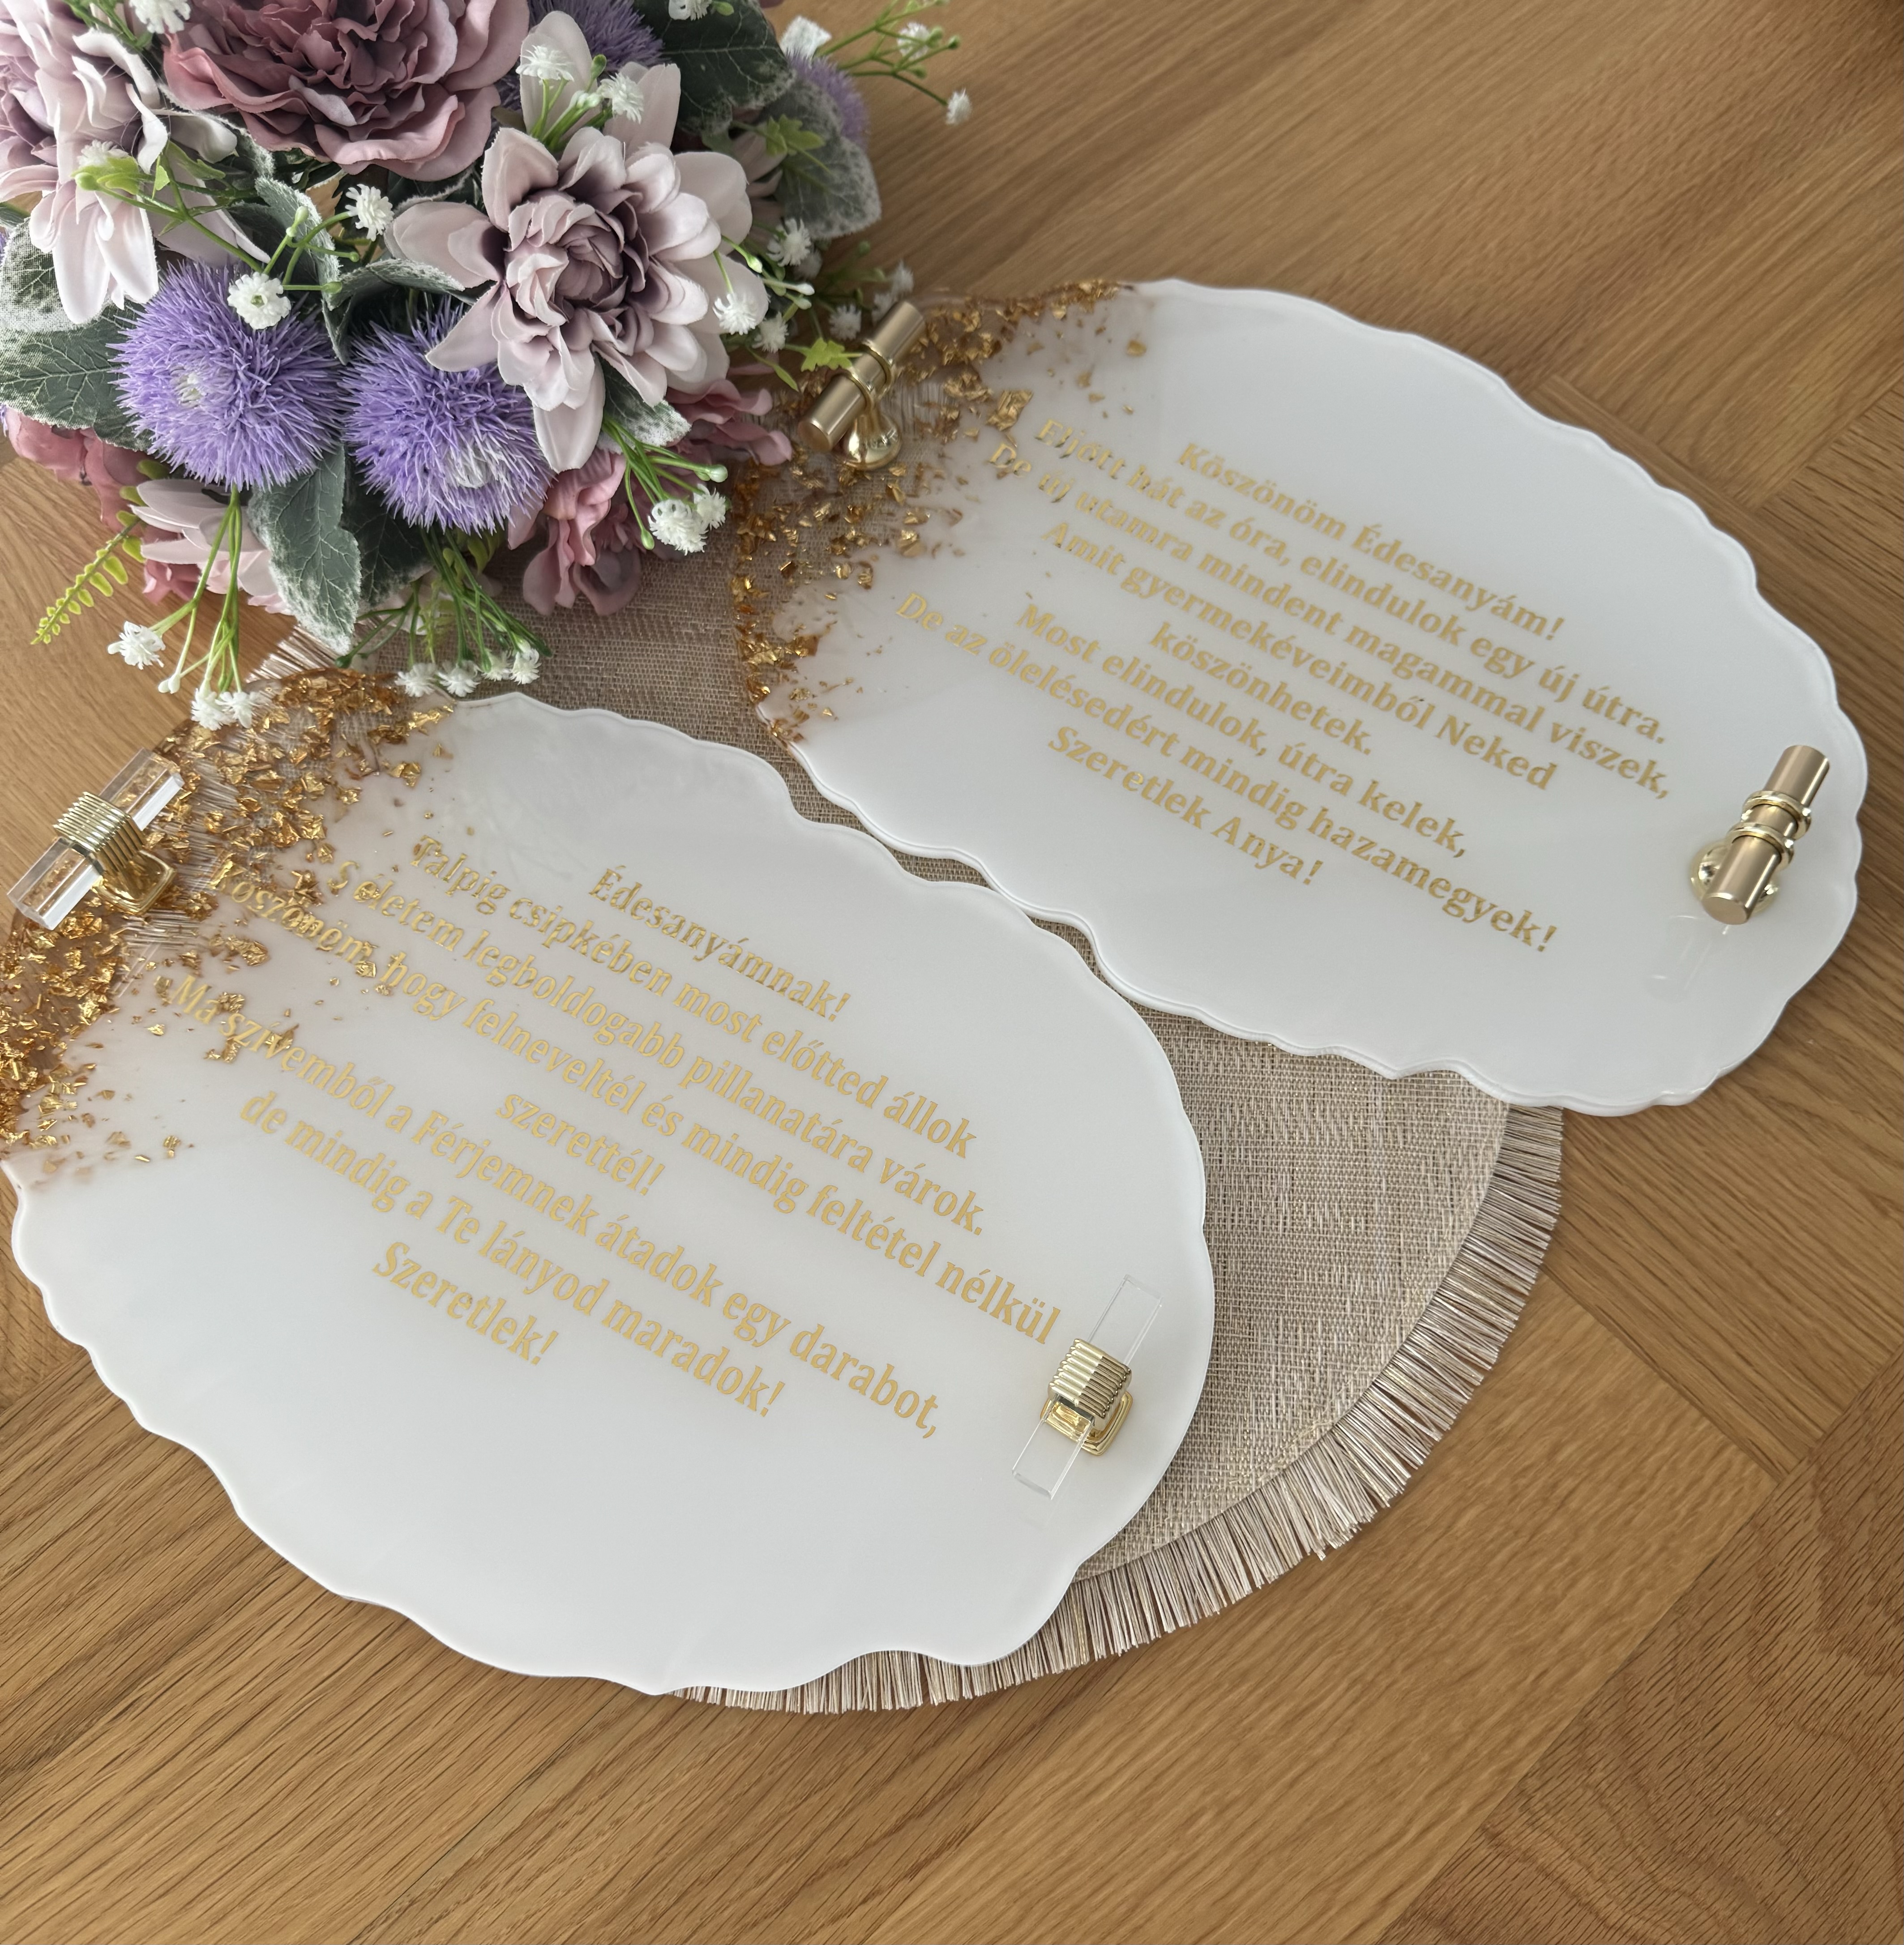 Köszönöm Édesanyám!
Eljött hát az óra, elindulok egy új útra.
De új utamra mindent magammal viszek,
Amit gyermekéveimből Neked
köszönhetek.
Most elindulok, útra kelek,
De az ölelésedért mindig hazamegyek!
Szeretlek Anya!
Édesanyámnak!
Talpig csipkében most előtted állok
S életem legboldogabb pillanatára várok.
Köszönöm, hogy felneveltél és mindig feltétel nélkül
szerettél!
Ma szívemből a Férjemnek átadok egy darabot,
de mindig a Te lányod maradok!
Szeretlek!